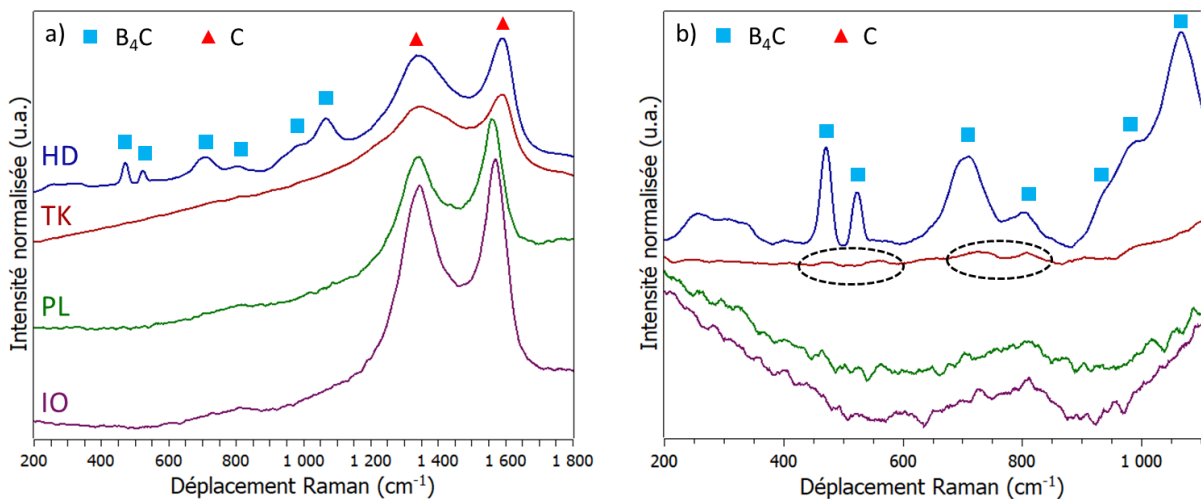 a) B₄C C
Intensité normalisée (u.a.)
HD
TK
PL
IO
200 400 600 800 1 000 1 200 1 400 1 600 1 800
Déplacement Raman (cm⁻¹)
b) B₄C C
Intensité normalisée (u.a.)
200 400 600 800 1 000
Déplacement Raman (cm⁻¹)